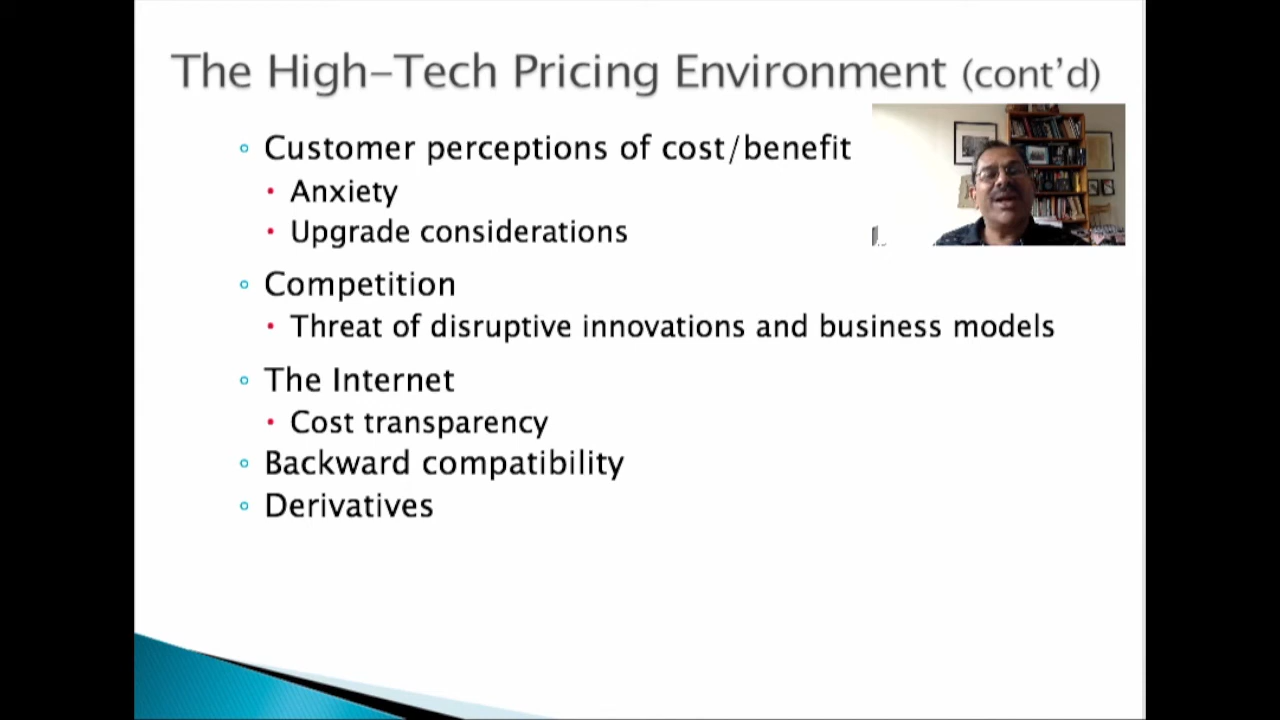 The High-Tech Pricing Environment (cont'd)
Customer perceptions of cost/benefit
Anxiety
Upgrade considerations
Competition
Threat of disruptive innovations and business models
The Internet
Cost transparency
Backward compatibility
Derivatives